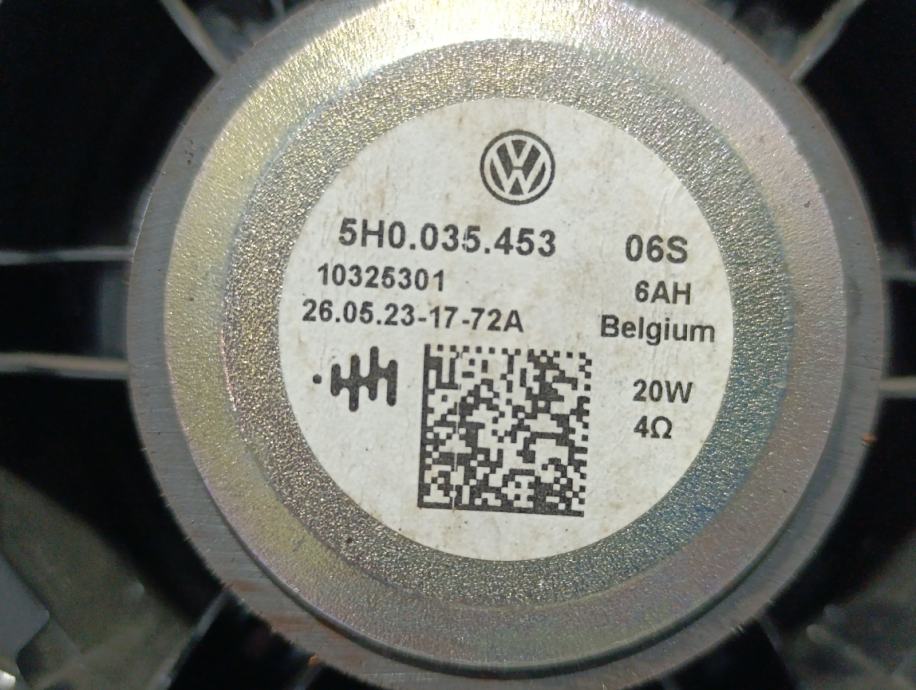 5H0.035.453 06S
10325301 6AH
26.05.23-17-72A Belgium
20W
4Ω